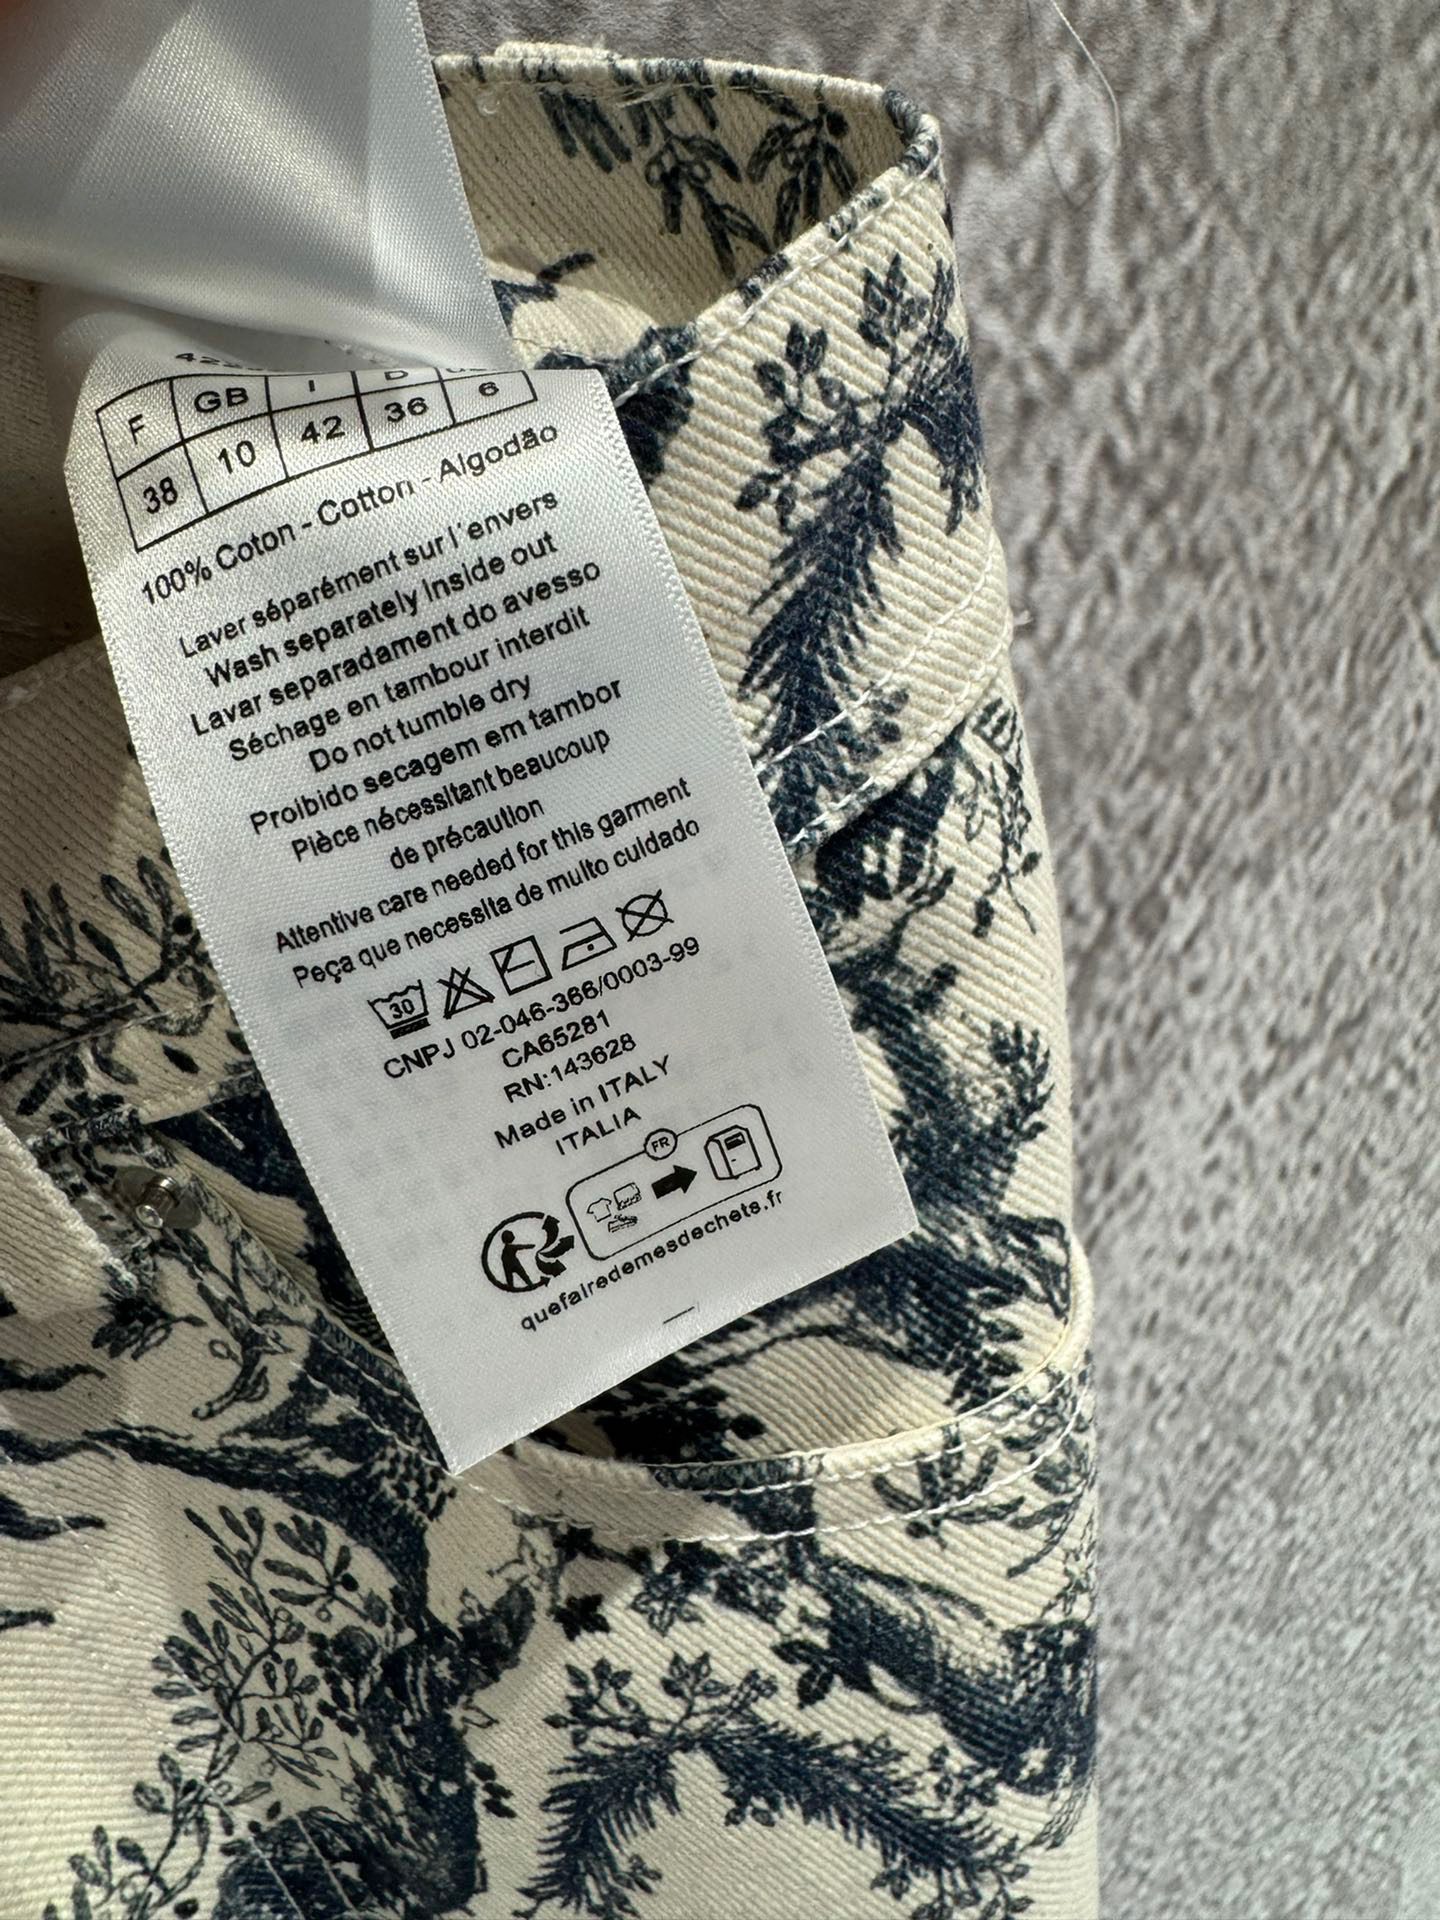 F GB I D
38 10 42 36 6
100% Coton - Cotton - Algodão
Laver séparément sur l'envers
Wash separately inside out
Lavar separadament do avesso
Séchage en tambour interdit
Do not tumble dry
Proibido secagem em tambor
Pièce nécessitant beaucoup
de précaution
Attentive care needed for this garment
Peça que necessita de muito cuidado
30
CNPJ 02-046-366/0003-99
CA65281
RN:143628
Made in ITALY
ITALIA
FR
quefairedemesdechets.fr